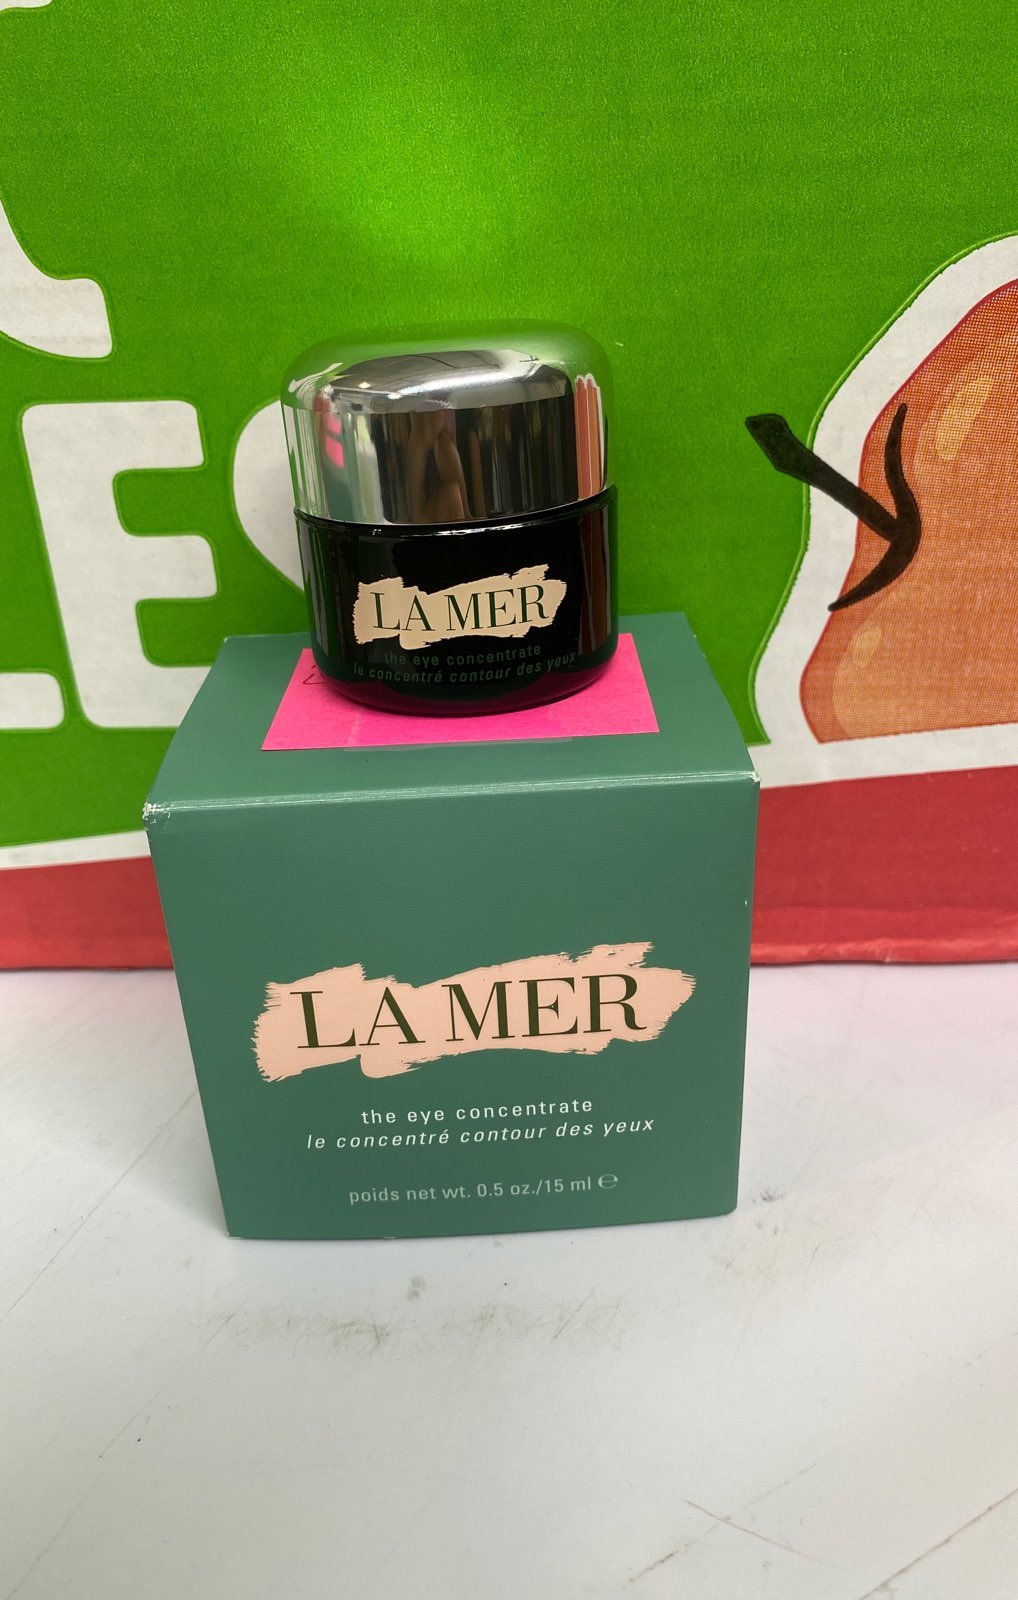 LES
LA MER
the eye concentrate
le concentré contour des yeux
LA MER
the eye concentrate
le concentré contour des yeux
poids net wt. 0.5 oz./15 ml ℮